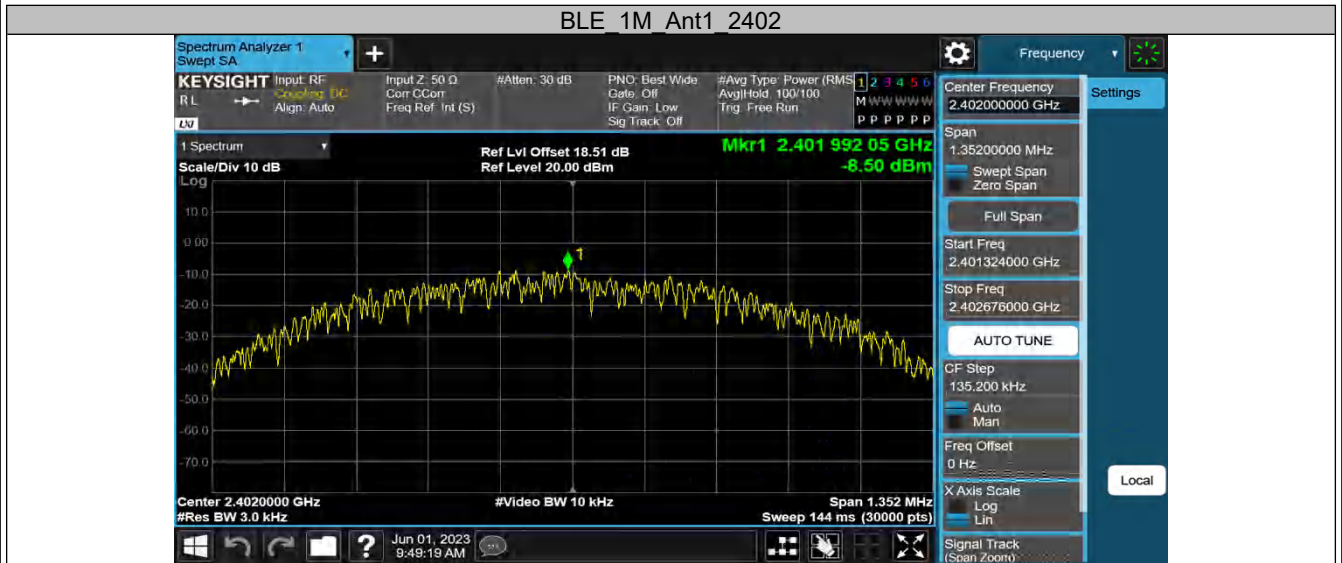 BLE_1M_Ant1_2402
Spectrum Analyzer 1
Swept SA
+
Frequency
KEYSIGHT
RL
LXI
Input: RF
Coupling: DC
Align: Auto
Input Z: 50 Ω
Corr CCorr
Freq Ref: Int (S)
#Atten: 30 dB
PNO: Best Wide
Gate: Off
IF Gain: Low
Sig Track: Off
#Avg Type: Power (RMS
Avg|Hold: 100/100
Trig: Free Run
1 2 3 4 5 6
M W W W W W
P P P P P P
1 Spectrum
Scale/Div 10 dB
Ref Lvl Offset 18.51 dB
Ref Level 20.00 dBm
Mkr1 2.401 992 05 GHz
-8.50 dBm
Log
10.0
0.00
-10.0
-20.0
-30.0
-40.0
-50.0
-60.0
-70.0
1
Center 2.4020000 GHz
#Res BW 3.0 kHz
#Video BW 10 kHz
Span 1.352 MHz
Sweep 144 ms (30000 pts)
Center Frequency
2.402000000 GHz
Span
1.35200000 MHz
Swept Span
Zero Span
Full Span
Start Freq
2.401324000 GHz
Stop Freq
2.402676000 GHz
AUTO TUNE
CF Step
135.200 kHz
Auto
Man
Freq Offset
0 Hz
X Axis Scale
Log
Lin
Signal Track
(Span Zoom)
Settings
Local
?
Jun 01, 2023
9:49:19 AM